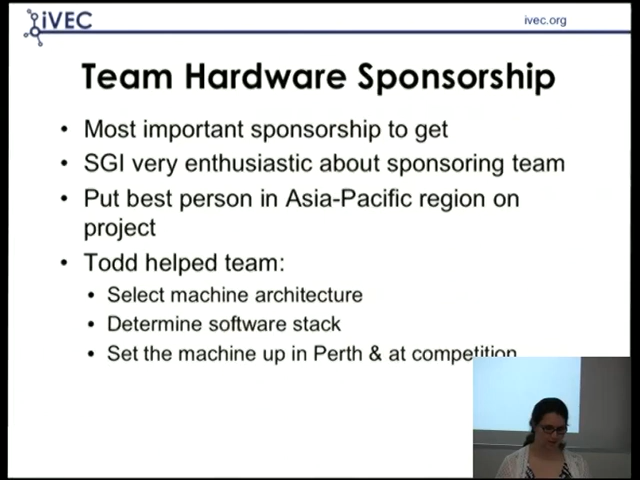 iVEC
ivec.org
Team Hardware Sponsorship
• Most important sponsorship to get
• SGI very enthusiastic about sponsoring team
• Put best person in Asia-Pacific region on
project
• Todd helped team:
• Select machine architecture
• Determine software stack
• Set the machine up in Perth & at competition